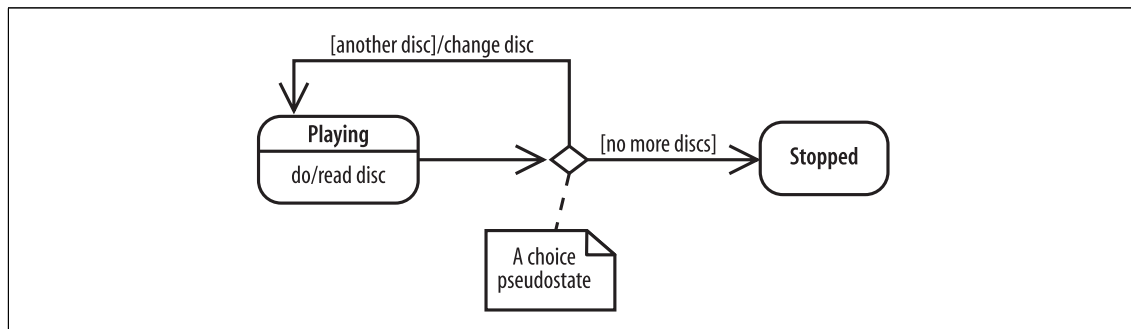 [another disc]/change disc
Playing
do/read disc
[no more discs]
Stopped
A choice
pseudostate